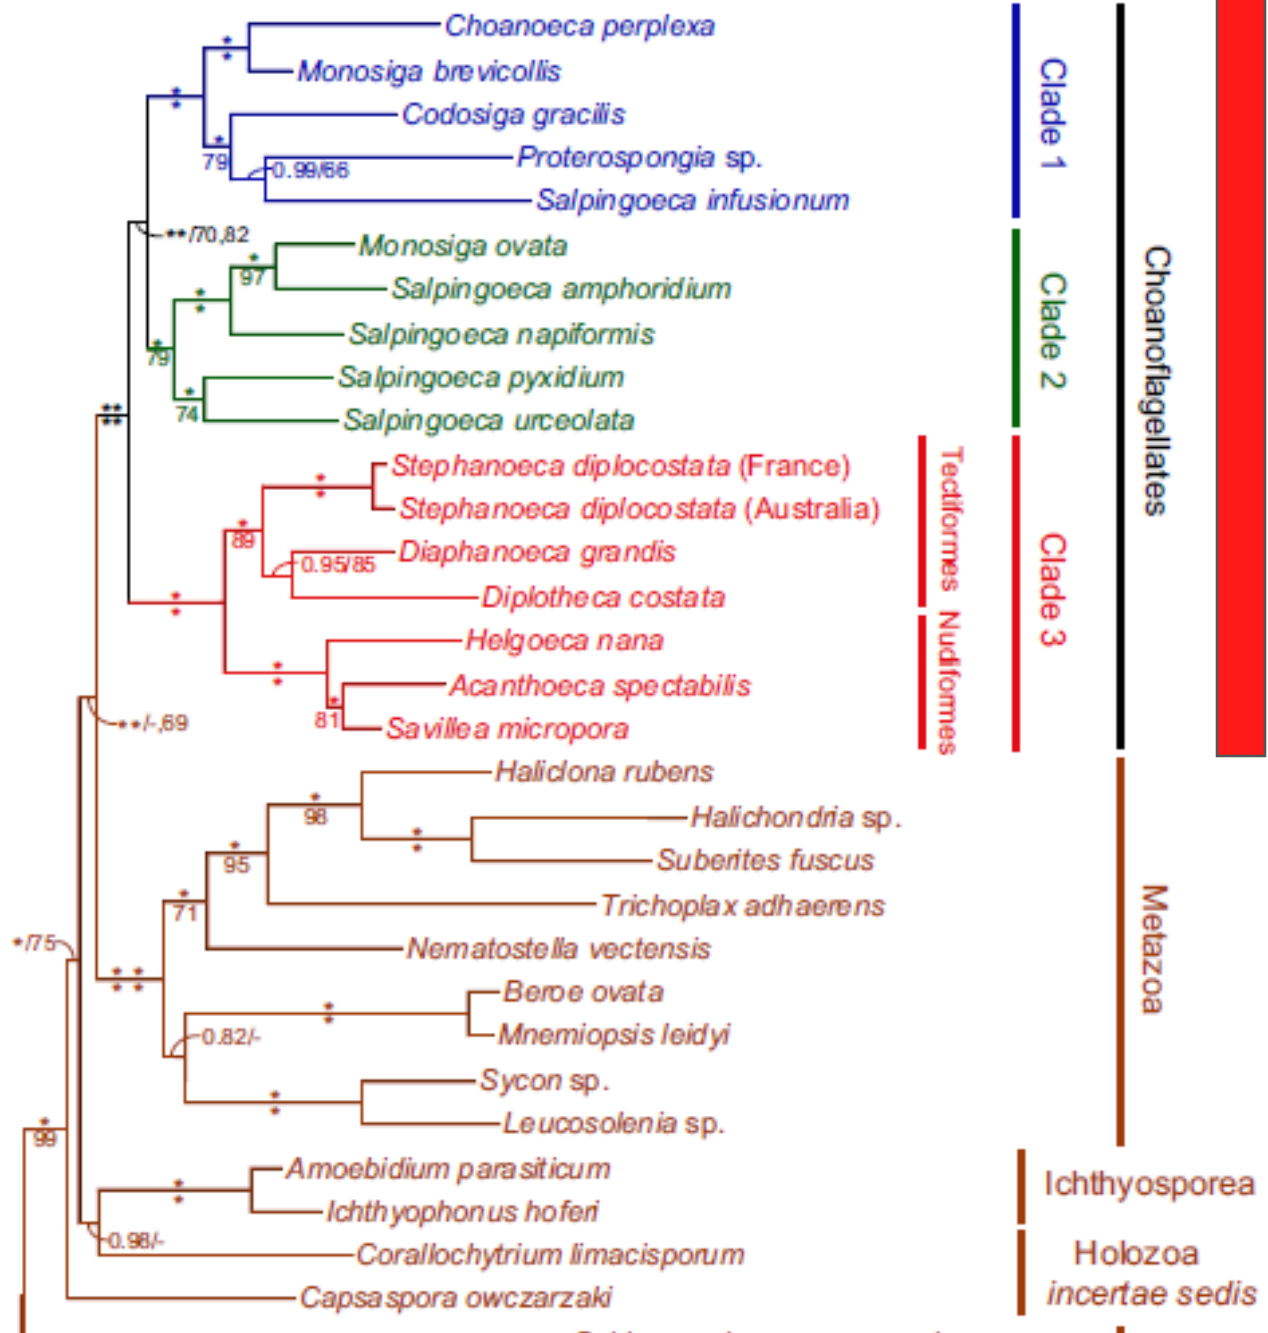 Choanoeca perplexa
*
*
Monosiga brevicollis
*
*
Codosiga gracilis
*
79
Proterospongia sp.
0.99/66
Salpingoeca infusionum
Clade 1
**/70,82
Monosiga ovata
*
97
Salpingoeca amphoridium
*
*
Salpingoeca napiformis
*
79
Salpingoeca pyxidium
*
74
Salpingoeca urceolata
Clade 2
**
**
Stephanoeca diplocostata (France)
*
*
Stephanoeca diplocostata (Australia)
*
89
Diaphanoeca grandis
0.95/85
Diplotheca costata
Tectiformes
*
*
Helgoeca nana
*
*
Acanthoeca spectabilis
*
81
Savillea micropora
Nudiformes
Clade 3
Choanoflagellates
**/-,69
Haliclona rubens
*
98
Halichondria sp.
*
*
Suberites fuscus
*
95
Trichoplax adhaerens
*
71
Nematostella vectensis
*/75
* *
* *
Beroe ovata
*
*
Mnemiopsis leidyi
0.82/-
Sycon sp.
*
*
Leucosolenia sp.
Metazoa
*
99
Amoebidium parasiticum
*
*
Ichthyophonus hoferi
Ichthyosporea
0.98/-
Corallochytrium limacisporum
Capsaspora owczarzaki
Holozoa
incertae sedis